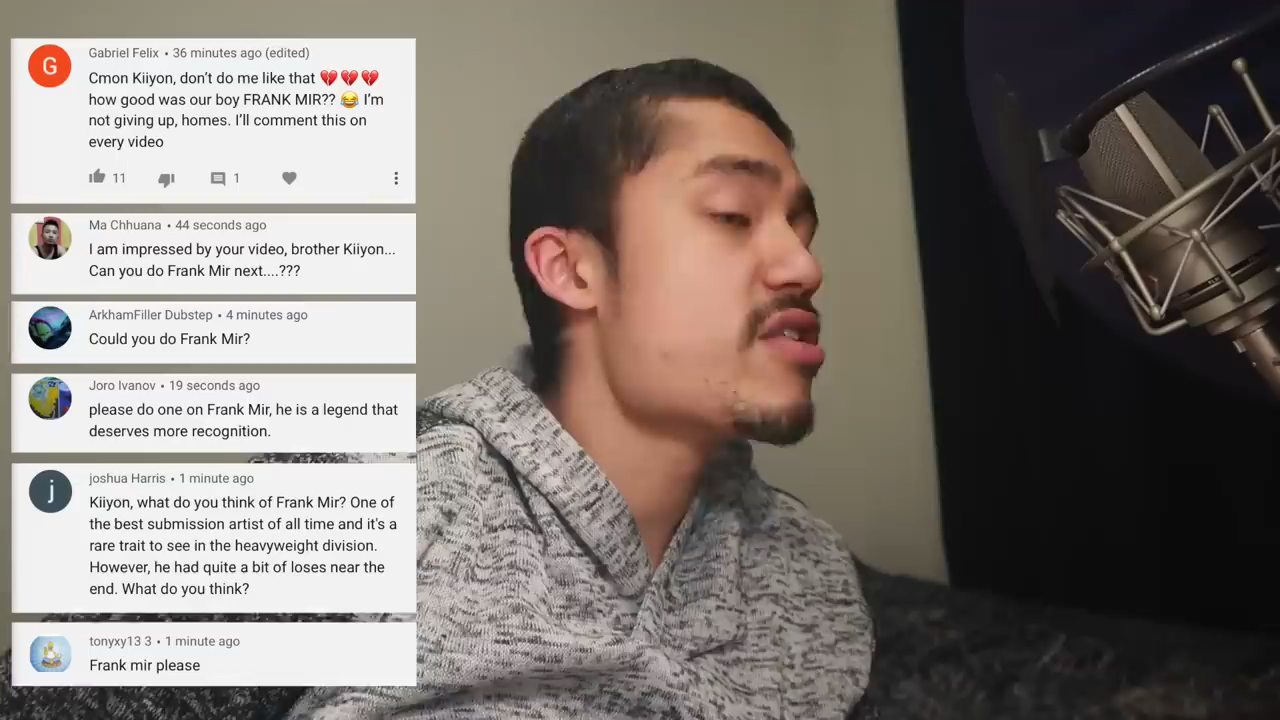 G
Gabriel Felix • 36 minutes ago (edited)
Cmon Kiiyon, don't do me like that 💔💔💔
how good was our boy FRANK MIR?? 😂 I'm
not giving up, homes. I'll comment this on
every video
11
1
Ma Chhuana • 44 seconds ago
I am impressed by your video, brother Kiiyon...
Can you do Frank Mir next....???
ArkhamFiller Dubstep • 4 minutes ago
Could you do Frank Mir?
Joro Ivanov • 19 seconds ago
please do one on Frank Mir, he is a legend that
deserves more recognition.
j
joshua Harris • 1 minute ago
Kiiyon, what do you think of Frank Mir? One of
the best submission artist of all time and it's a
rare trait to see in the heavyweight division.
However, he had quite a bit of loses near the
end. What do you think?
tonyxy13 3 • 1 minute ago
Frank mir please